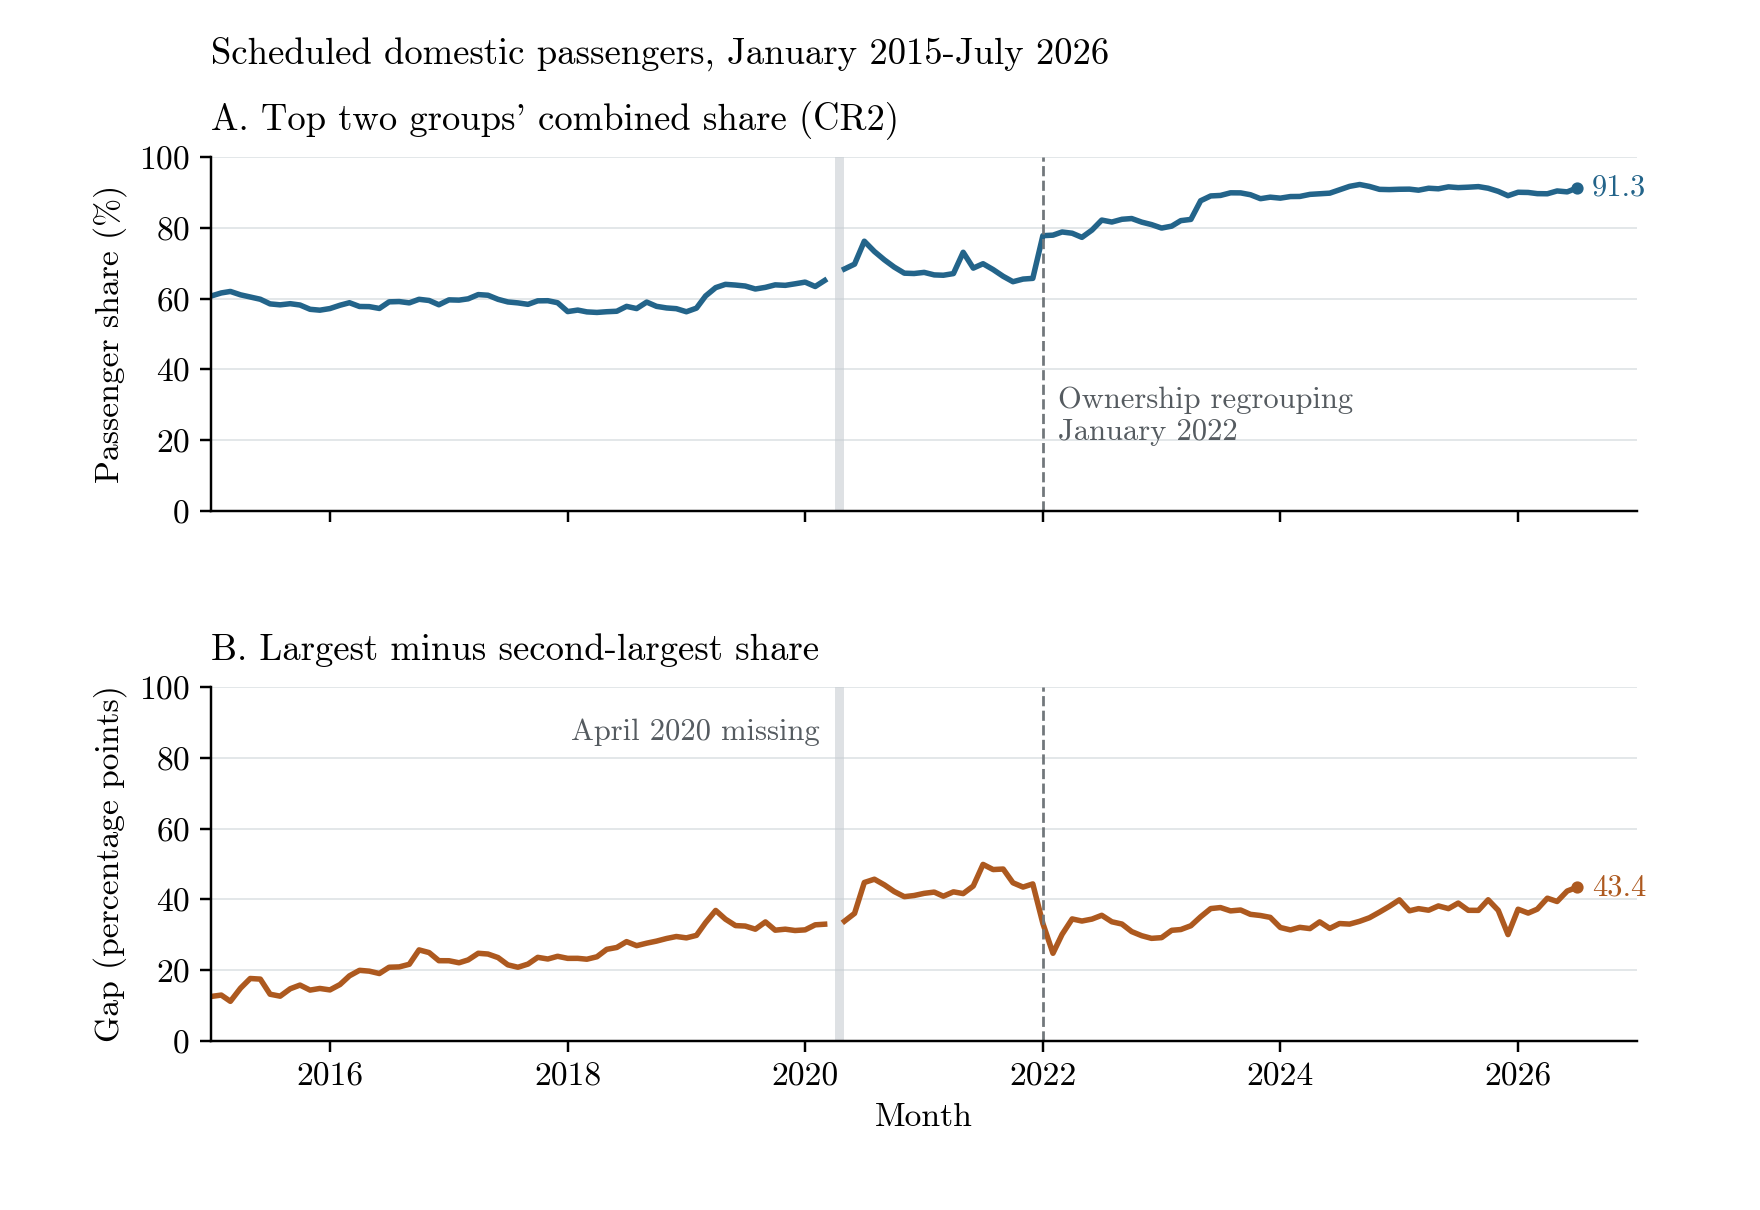 Scheduled domestic passengers, January 2015-July 2026
A. Top two groups’ combined share (CR2)
Passenger share (%)
100
80
60
40
20
0
91.3
Ownership regrouping
January 2022
B. Largest minus second-largest share
Gap (percentage points)
100
80
60
40
20
0
April 2020 missing
43.4
2016 2018 2020 2022 2024 2026
Month